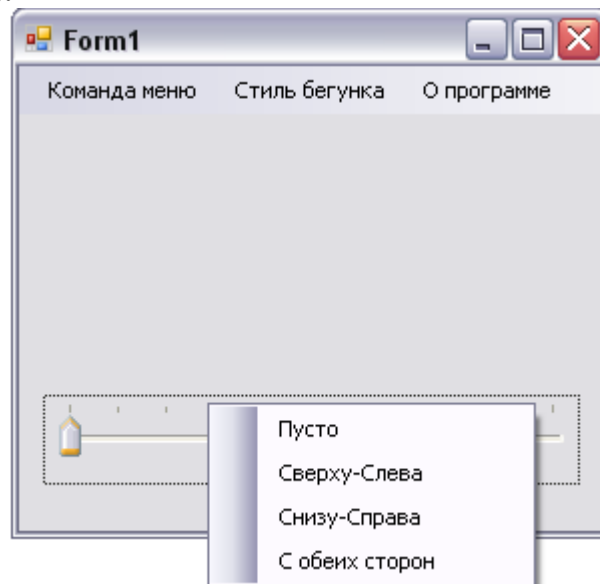 Form1
Команда меню Стиль бегунка О программе
Пусто
Сверху-Слева
Снизу-Справа
С обеих сторон